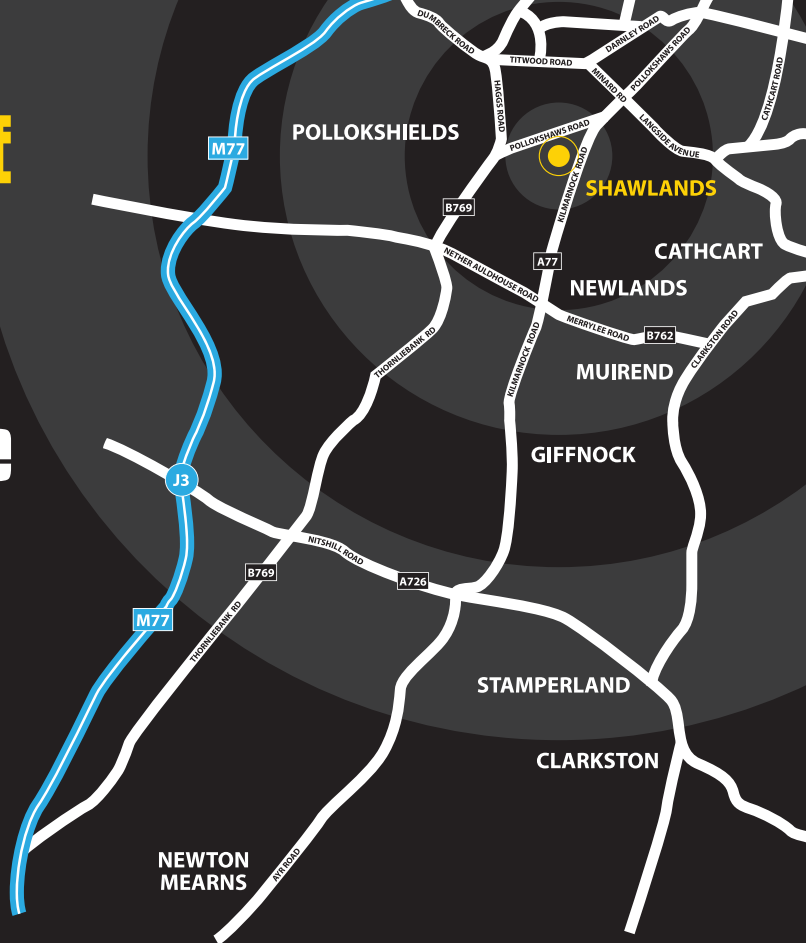 DUMBRECK ROAD
DARNLEY ROAD
POLLOKSHAWS ROAD
TITWOOD ROAD
MINARD RD
CATHCART ROAD
HAGGS ROAD
LANGSIDE AVENUE
POLLOKSHIELDS
POLLOKSHAWS ROAD
M77
KILMARNOCK ROAD
SHAWLANDS
B769
CATHCART
A77
NETHER AULDHOUSE ROAD
NEWLANDS
MERRYLEE ROAD
B762
CLARKSTON ROAD
THORNLIEBANK RD
KILMARNOCK ROAD
MUIREND
GIFFNOCK
J3
NITSHILL ROAD
B769
A726
M77
THORNLIEBANK RD
STAMPERLAND
CLARKSTON
NEWTON
MEARNS
AYR ROAD